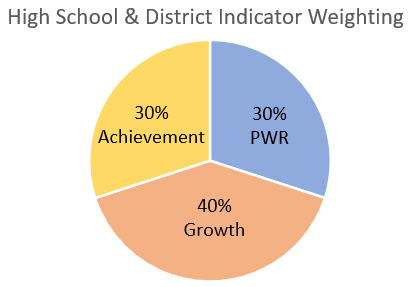 High School & District Indicator Weighting
30%
Achievement
30%
PWR
40%
Growth